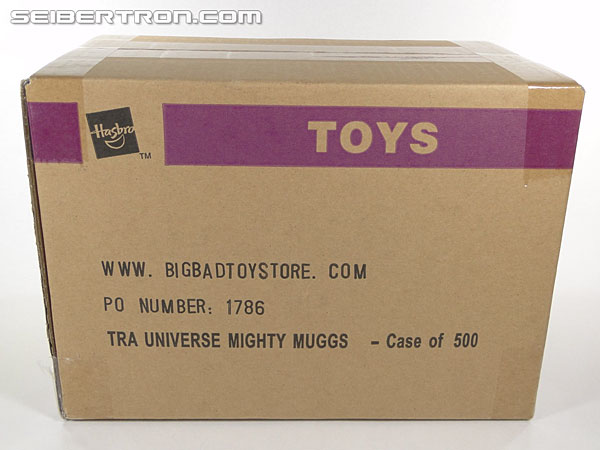 SEIBERTRON.COM
Hasbro
TM
TOYS
WWW. BIGBADTOYSTORE. COM
PO NUMBER: 1786
TRA UNIVERSE MIGHTY MUGGS - Case of 500